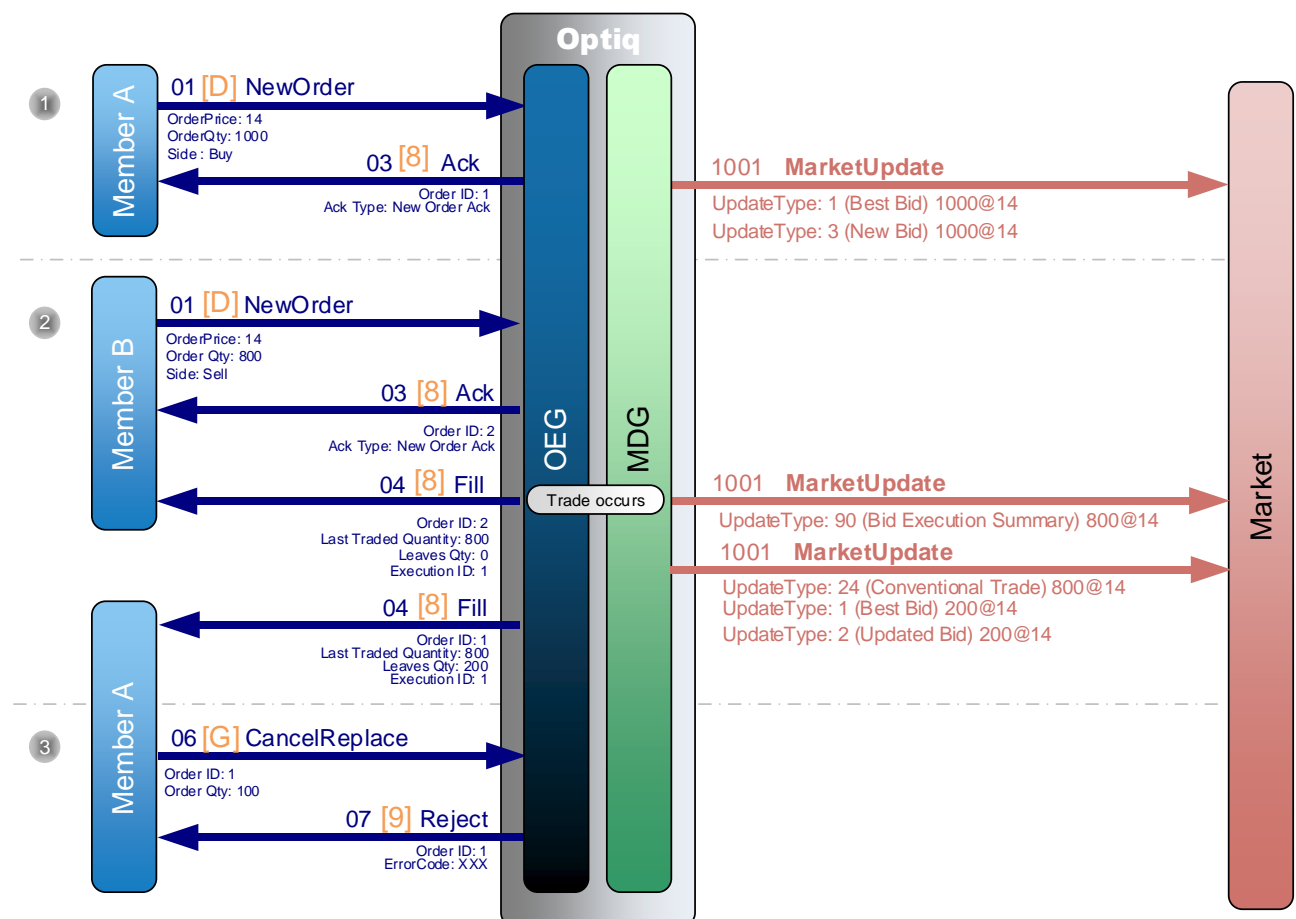 Optiq
1
Member A
01 [D] NewOrder
OrderPrice: 14
OrderQty: 1000
Side : Buy
03 [8] Ack
Order ID: 1
Ack Type: New Order Ack
1001 MarketUpdate
UpdateType: 1 (Best Bid) 1000@14
UpdateType: 3 (New Bid) 1000@14
2
Member B
01 [D] NewOrder
OrderPrice: 14
Order Qty: 800
Side: Sell
03 [8] Ack
Order ID: 2
Ack Type: New Order Ack
OEG
MDG
Market
04 [8] Fill
Trade occurs
Order ID: 2
Last Traded Quantity: 800
Leaves Qty: 0
Execution ID: 1
1001 MarketUpdate
UpdateType: 90 (Bid Execution Summary) 800@14
1001 MarketUpdate
UpdateType: 24 (Conventional Trade) 800@14
UpdateType: 1 (Best Bid) 200@14
UpdateType: 2 (Updated Bid) 200@14
Member A
04 [8] Fill
Order ID: 1
Last Traded Quantity: 800
Leaves Qty: 200
Execution ID: 1
3
06 [G] CancelReplace
Order ID: 1
Order Qty: 100
07 [9] Reject
Order ID: 1
ErrorCode: XXX